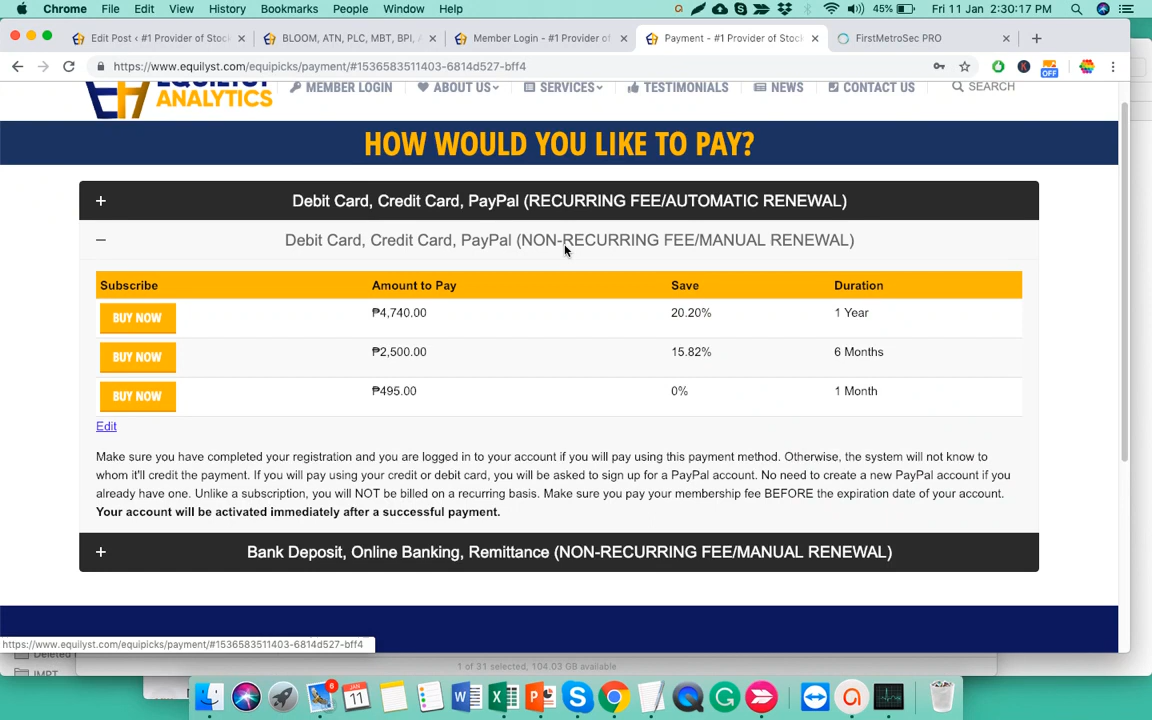 Chrome File Edit View History Bookmarks People Window Help 45% Fri 11 Jan 2:30:17 PM
Edit Post ‹ #1 Provider of Stock BLOOM, ATN, PLC, MBT, BPI, Member Login - #1 Provider of Payment - #1 Provider of Stock FirstMetroSec PRO
https://www.equilyst.com/equipicks/payment/#1536583511403-6814d527-bff4
OFF
ANALYTICS MEMBER LOGIN ABOUT US SERVICES TESTIMONIALS NEWS CONTACT US SEARCH
HOW WOULD YOU LIKE TO PAY?
+ Debit Card, Credit Card, PayPal (RECURRING FEE/AUTOMATIC RENEWAL)
– Debit Card, Credit Card, PayPal (NON-RECURRING FEE/MANUAL RENEWAL)
Subscribe Amount to Pay Save Duration
BUY NOW ₱4,740.00 20.20% 1 Year
BUY NOW ₱2,500.00 15.82% 6 Months
BUY NOW ₱495.00 0% 1 Month
Edit
Make sure you have completed your registration and you are logged in to your account if you will pay using this payment method. Otherwise, the system will not know to
whom it'll credit the payment. If you will pay using your credit or debit card, you will be asked to sign up for a PayPal account. No need to create a new PayPal account if you
already have one. Unlike a subscription, you will NOT be billed on a recurring basis. Make sure you pay your membership fee BEFORE the expiration date of your account.
Your account will be activated immediately after a successful payment.
+ Bank Deposit, Online Banking, Remittance (NON-RECURRING FEE/MANUAL RENEWAL)
https://www.equilyst.com/equipicks/payment/#1536583511403-6814d527-bff4
Deleted
IMPT
1 of 31 selected, 104.03 GB available
6
JAN
11